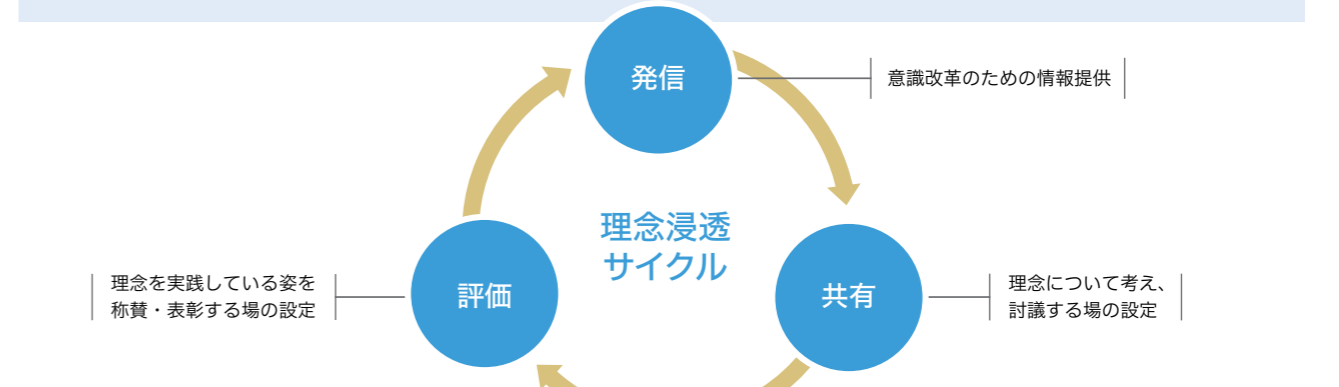 発信
意識改革のための情報提供
理念浸透
サイクル
理念を実践している姿を
称賛・表彰する場の設定
評価
共有
理念について考え、
討議する場の設定